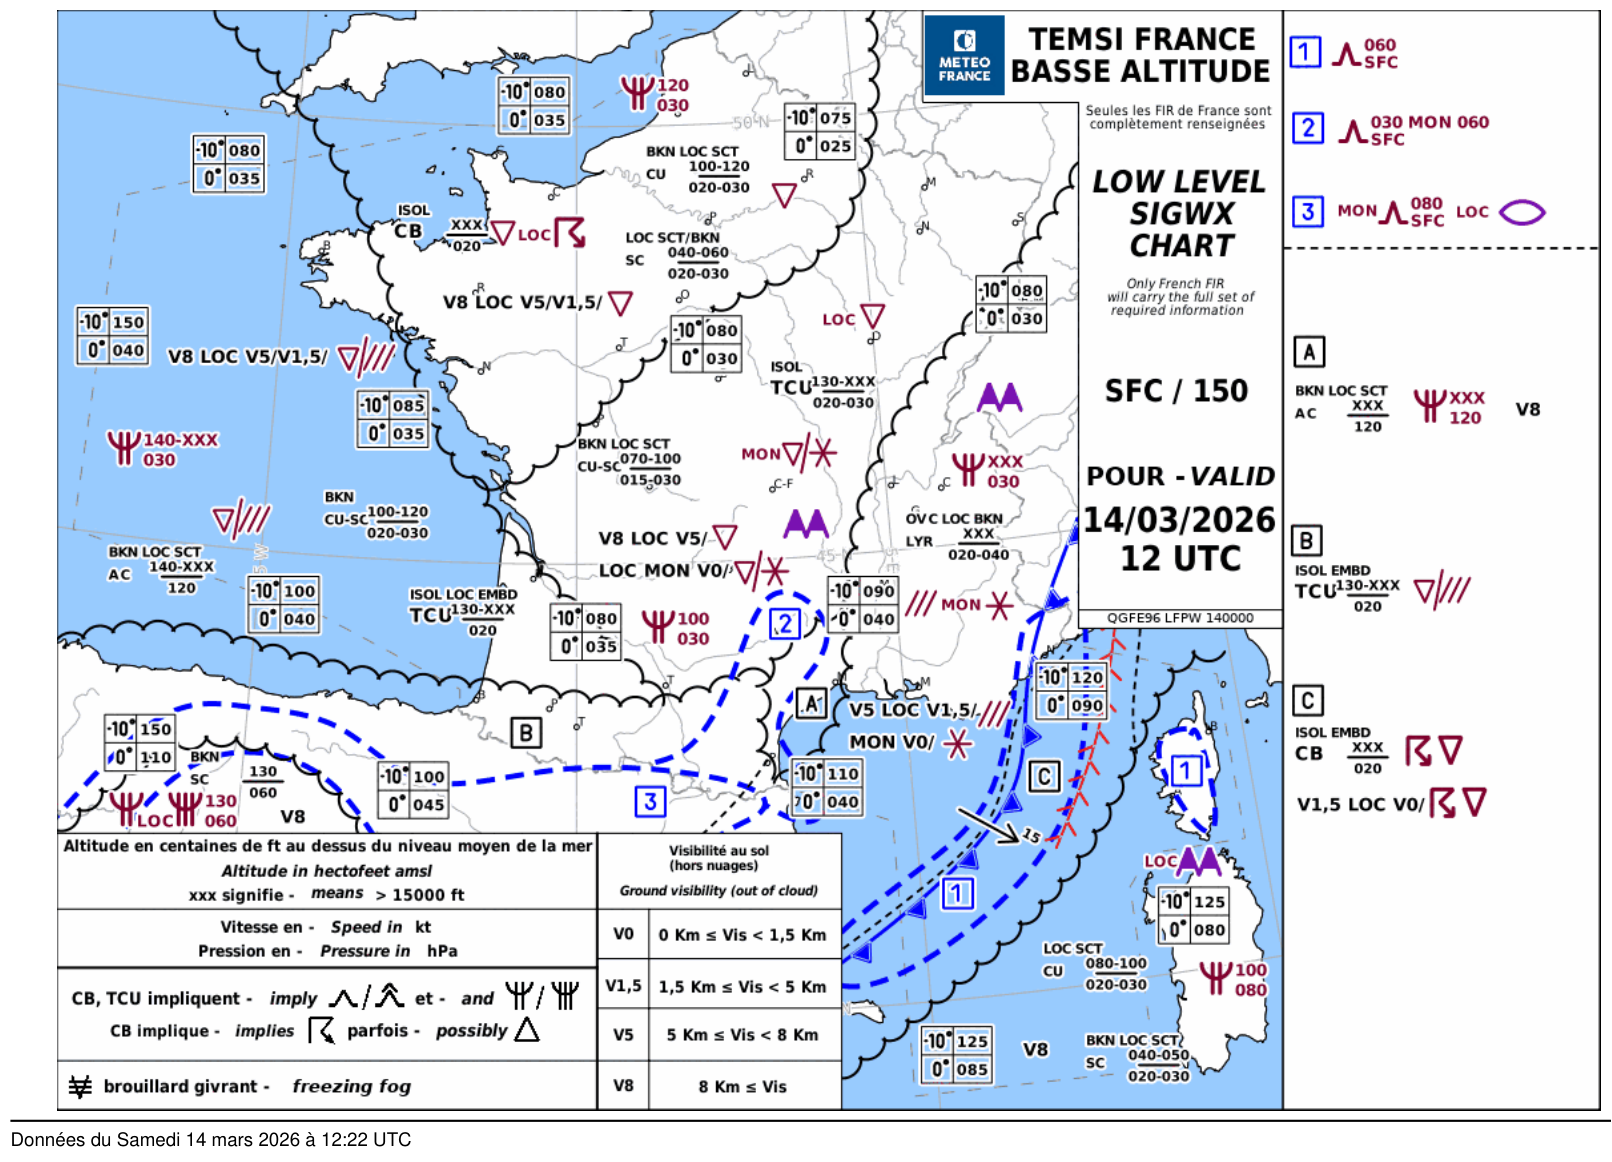 METEO
FRANCE
TEMSI FRANCE
BASSE ALTITUDE
Seules les FIR de France sont
complètement renseignées
LOW LEVEL
SIGWX
CHART
Only French FIR
will carry the full set of
required information
SFC / 150
POUR - VALID
14/03/2026
12 UTC
QGFE96 LFPW 140000
1 060
SFC
2 030 MON 060
SFC
3 MON 080 LOC
SFC
A
BKN LOC SCT
AC XXX XXX V8
120 120
B
ISOL EMBD
TCU 130-XXX
020
C
ISOL EMBD
CB XXX
020
V1,5 LOC V0/
-10° 080
0° 035
120
030
-10° 075
0° 025
50°N
-10° 080
0° 035
BKN LOC SCT
CU 100-120
020-030
ISOL
CB XXX LOC
020
LOC SCT/BKN
SC 040-060
020-030
V8 LOC V5/V1,5/
-10° 080
0° 030
LOC
-10° 150
0° 040
V8 LOC V5/V1,5/
-10° 080
0° 030
ISOL
TCU 130-XXX
020-030
-10° 085
0° 035
140-XXX
030
BKN LOC SCT
CU-SC 070-100
015-030
MON
XXX
030
BKN
CU-SC 100-120
020-030
OVC LOC BKN
LYR XXX
020-040
V8 LOC V5/
LOC MON V0/
45°N
BKN LOC SCT
AC 140-XXX
120
-10° 100
0° 040
ISOL LOC EMBD
TCU 130-XXX
020
-10° 080
0° 035
100
030
2
-10° 090
0° 040
MON
-10° 120
0° 090
A
V5 LOC V1,5/
MON V0/
B
-10° 150
0° 110
BKN
SC 130
060
LOC 130
060
V8
-10° 100
0° 045
3
-10° 110
0° 040
C
15
1
1
LOC
-10° 125
0° 080
LOC SCT
CU 080-100
020-030
100
080
-10° 125
0° 085
V8
BKN LOC SCT
SC 040-050
020-030
Altitude en centaines de ft au dessus du niveau moyen de la mer
Altitude in hectofeet amsl
xxx signifie - means > 15000 ft
Vitesse en - Speed in kt
Pression en - Pressure in hPa
CB, TCU impliquent - imply / et - and /
CB implique - implies parfois - possibly
brouillard givrant - freezing fog
Visibilité au sol
(hors nuages)
Ground visibility (out of cloud)
V0 0 Km ≤ Vis < 1,5 Km
V1,5 1,5 Km ≤ Vis < 5 Km
V5 5 Km ≤ Vis < 8 Km
V8 8 Km ≤ Vis
Données du Samedi 14 mars 2026 à 12:22 UTC